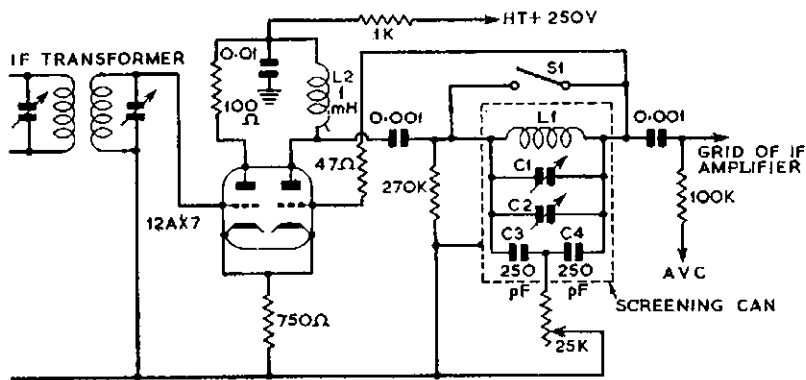 HT+ 250V
1K
IF TRANSFORMER
0.01
L2
1
mH
S1
100
Ω
0.001
L1
0.001
GRID OF IF
AMPLIFIER
47Ω
270K
C1
C2
100K
12AX7
C3
C4
250
250
pF
pF
AVC
SCREENING CAN
750Ω
25K